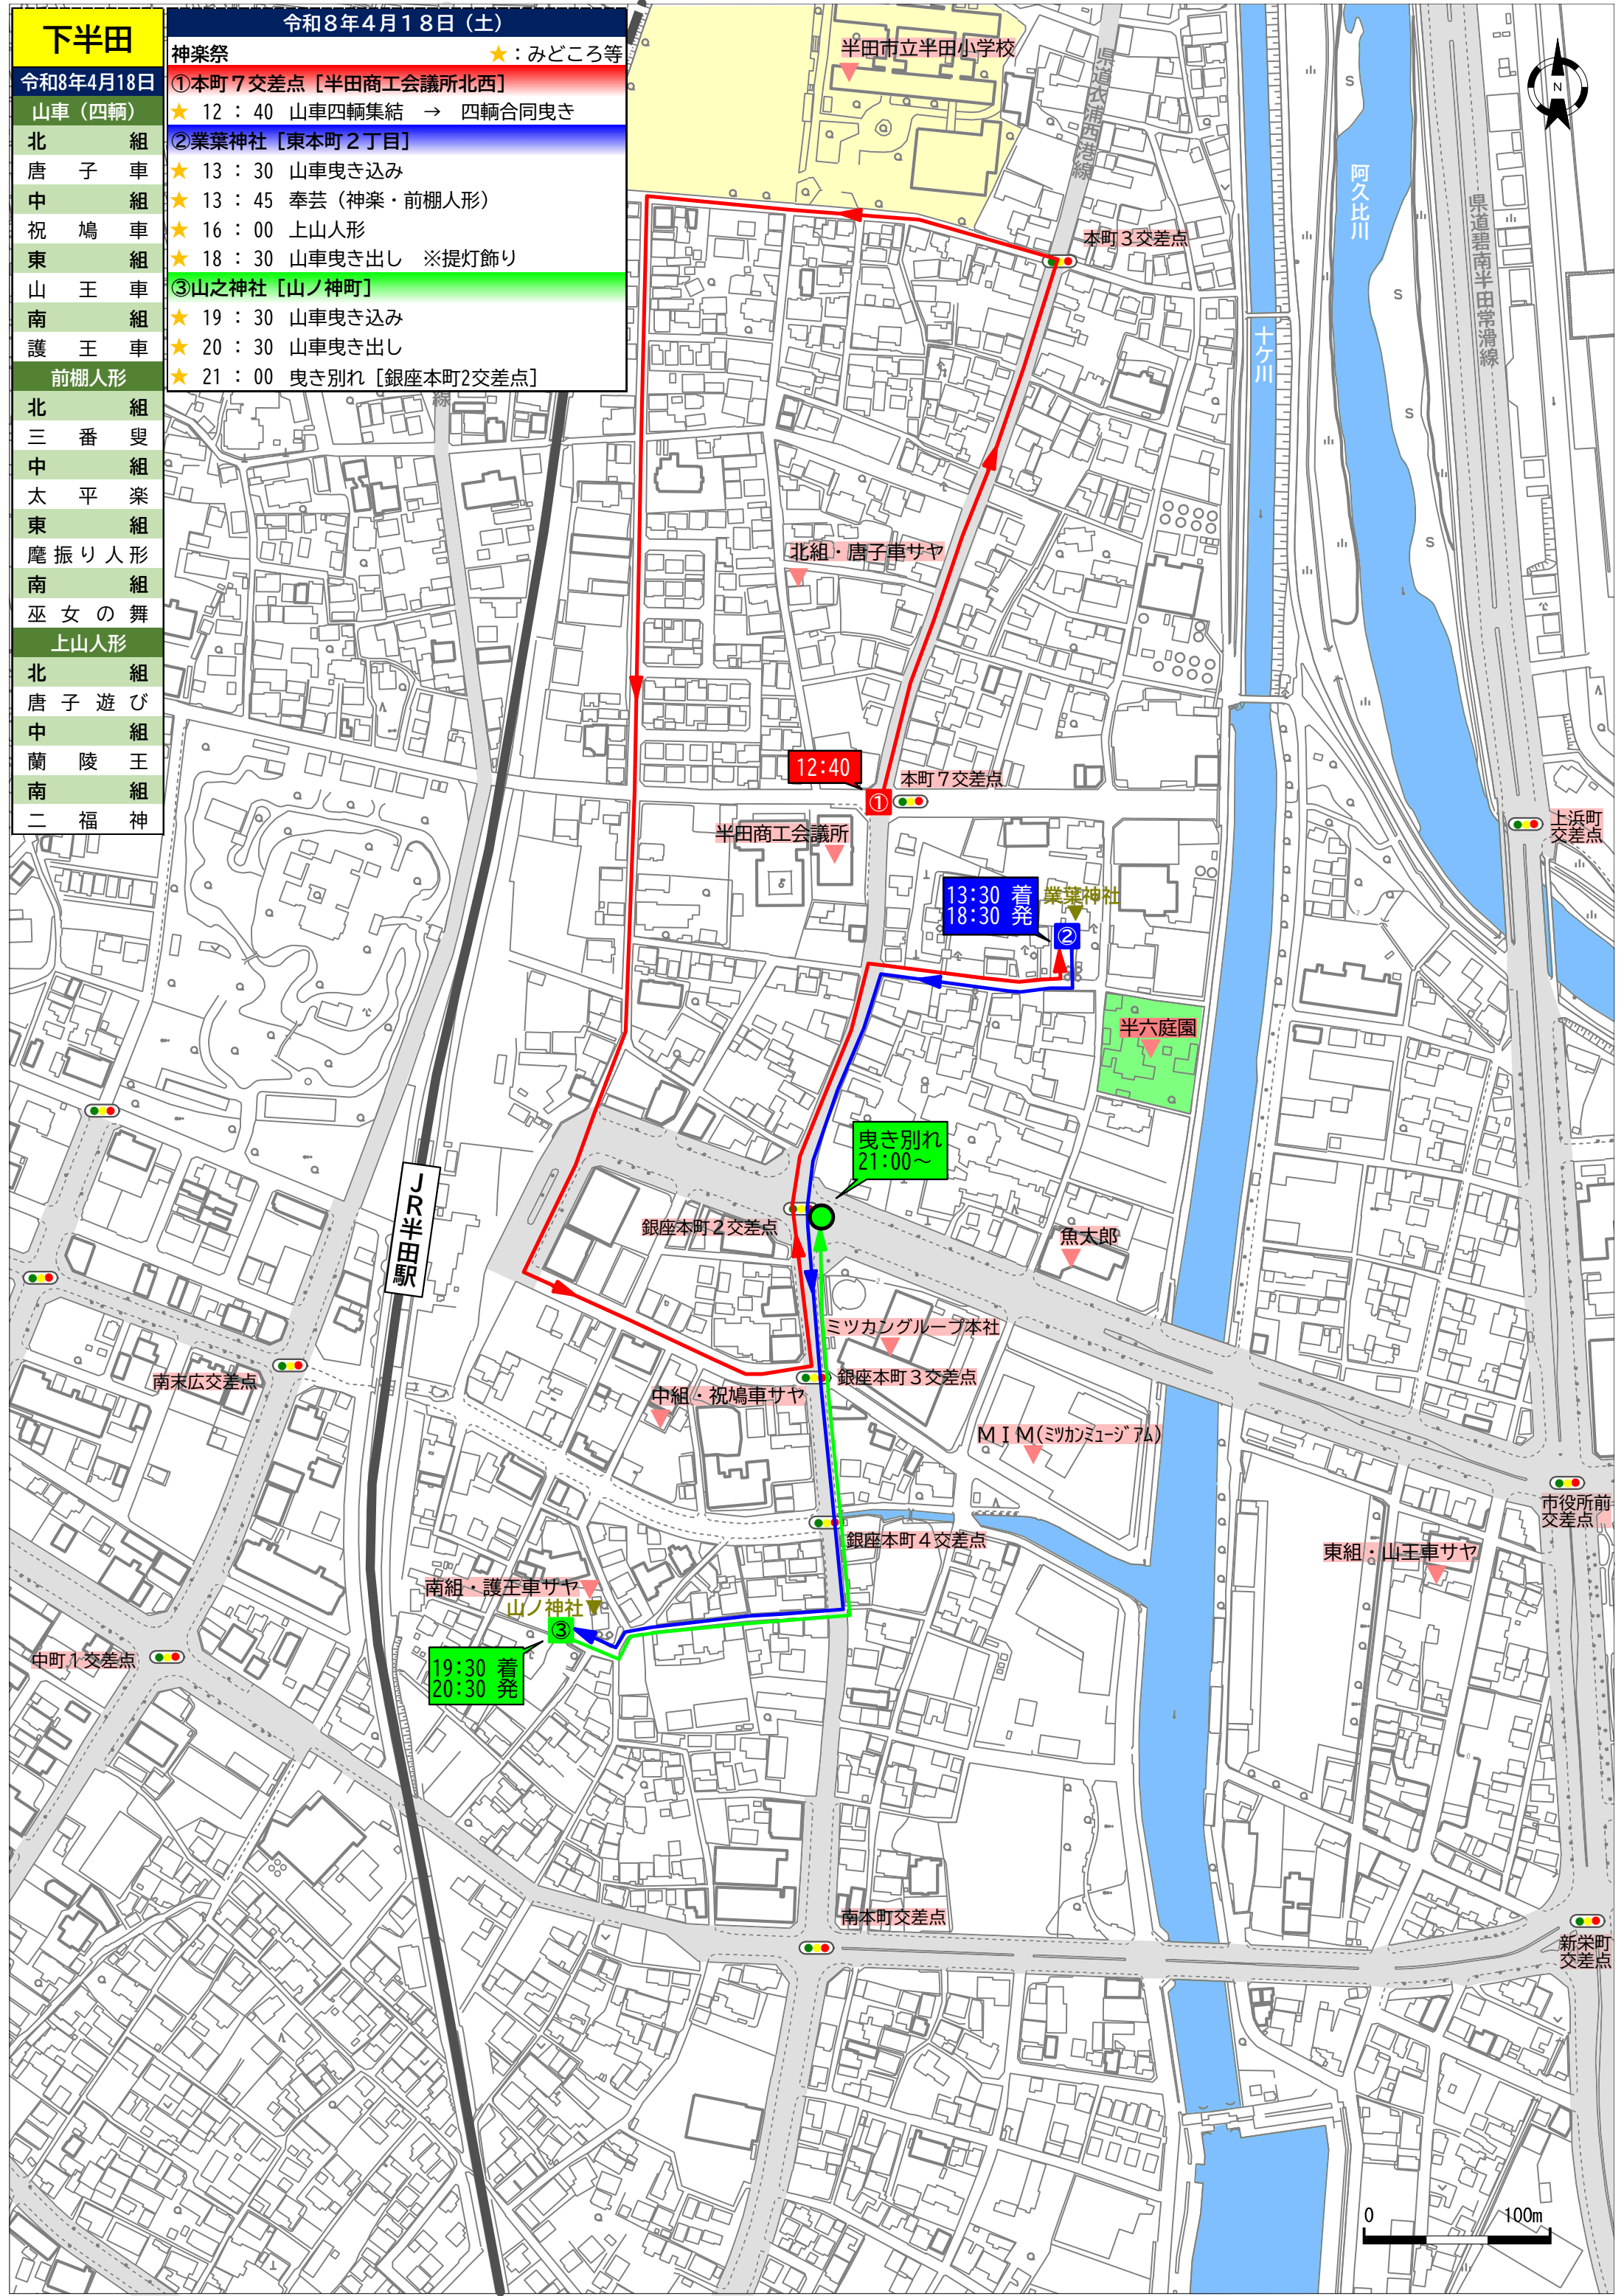 下半田
令和8年4月18日
山車（四輌）
北組
唐子車
中組
祝鳩車
東組
山王車
南組
護王車
前棚人形
北組
三番叟
中組
太平楽
東組
麾振り人形
南組
巫女の舞
上山人形
北組
唐子遊び
中組
蘭陵王
南組
二福神
令和８年４月１８日（土）
神楽祭 ★：みどころ等
①本町７交差点［半田商工会議所北西］
★ 12：40 山車四輌集結 → 四輌合同曳き
②業葉神社［東本町２丁目］
★ 13：30 山車曳き込み
★ 13：45 奉芸（神楽・前棚人形）
★ 16：00 上山人形
★ 18：30 山車曳き出し ※提灯飾り
③山之神社［山ノ神町］
★ 19：30 山車曳き込み
★ 20：30 山車曳き出し
★ 21：00 曳き別れ［銀座本町2交差点］
半田市立半田小学校
県道衣浦西港線
N
阿久比川
県道碧南半田常滑線
本町３交差点
十ケ川
線
北組・唐子車サヤ
12:40
本町７交差点
①
半田商工会議所
上浜町
交差点
13:30 着
18:30 発
業葉神社
②
半六庭園
曳き別れ
21:00～
ＪＲ半田駅
銀座本町２交差点
魚太郎
ミツカングループ本社
南末広交差点
銀座本町３交差点
中組・祝鳩車サヤ
ＭＩＭ(ﾐﾂｶﾝﾐｭｰｼﾞｱﾑ)
市役所前
交差点
銀座本町４交差点
東組・山王車サヤ
南組・護王車サヤ
山ノ神社
③
中町１交差点
19:30 着
20:30 発
南本町交差点
新栄町
交差点
0 100m